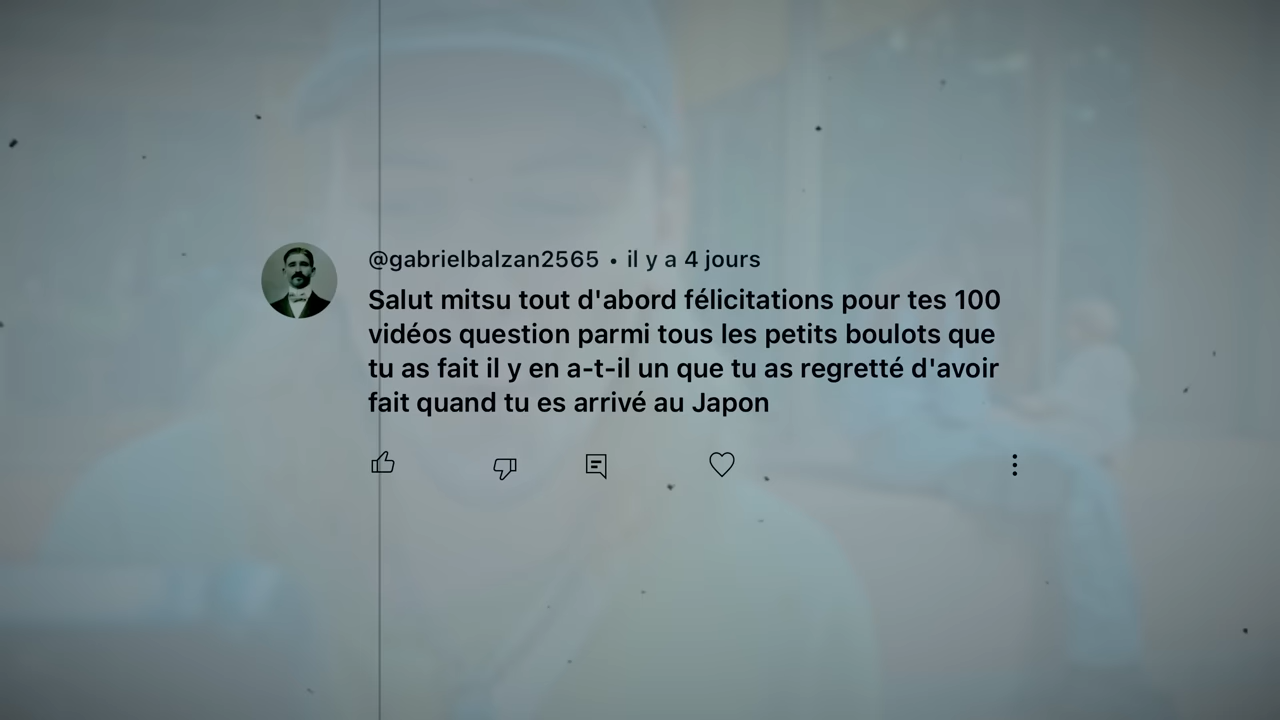 @gabrielbalzan2565 • il y a 4 jours
Salut mitsu tout d'abord félicitations pour tes 100
vidéos question parmi tous les petits boulots que
tu as fait il y en a-t-il un que tu as regretté d'avoir
fait quand tu es arrivé au Japon